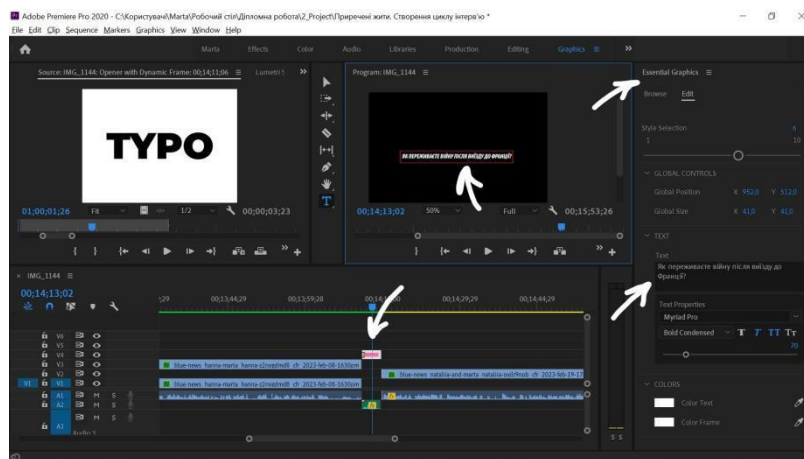 Adobe Premiere Pro 2020 - C:\Користувачі\Marta\Робочий стіл\Дипломна робота\2_Project\Приречені жити. Створення циклу інтерв'ю *
File Edit Clip Sequence Markers Graphics View Window Help
Marta Effects Color Audio Libraries Production Editing Graphics
Source: IMG_1144: Opener with Dynamic Frame: 00;14;11;06
Program: IMG_1144
Essential Graphics
Browse Edit
Style Selection 6
1 10
TYPO
ЯК ПЕРЕЖИВАЄТЕ ВІЙНУ ПІСЛЯ ВИЇЗДУ ДО ФРАНЦІЇ?
GLOBAL CONTROLS
Global Position X 952,0 Y 512,0
Global Size X 41,0 Y 41,0
01;00;01;26 Fit 1/2 00;00;03;23
00;14;13;02 50% Full 00;15;53;26
TEXT
Text
Як переживаєте війну після виїзду до
Франції?
× IMG_1144
00;14;13;02
00;13;44;29 00;13;59;28 00;14;29;29 00;14;44;29
Text Properties
Myriad Pro
Bold Condensed T T TT Tт
70
V6
V5
V4
V3
V2
V1 V1
A1 M S
A2 M S
A3
COLORS
Color Text
Color Frame
S S